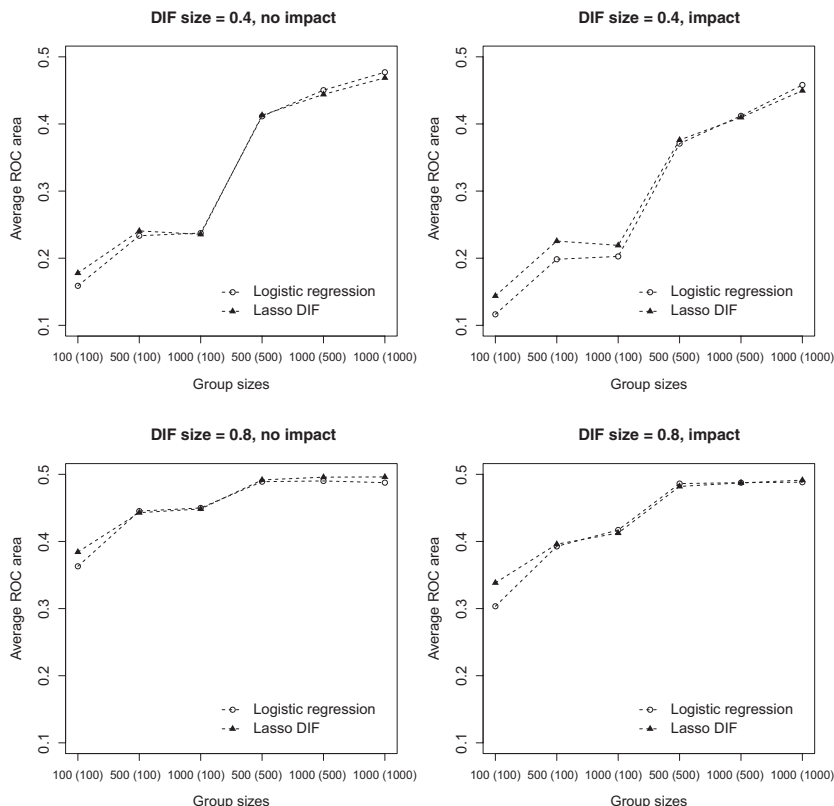 DIF size = 0.4, no impact
Average ROC area
0.5
0.4
0.3
0.2
0.1
Logistic regression
Lasso DIF
100 (100) 500 (100) 1000 (100) 500 (500) 1000 (500) 1000 (1000)
Group sizes
DIF size = 0.4, impact
Average ROC area
0.5
0.4
0.3
0.2
0.1
Logistic regression
Lasso DIF
100 (100) 500 (100) 1000 (100) 500 (500) 1000 (500) 1000 (1000)
Group sizes
DIF size = 0.8, no impact
Average ROC area
0.5
0.4
0.3
0.2
0.1
Logistic regression
Lasso DIF
100 (100) 500 (100) 1000 (100) 500 (500) 1000 (500) 1000 (1000)
Group sizes
DIF size = 0.8, impact
Average ROC area
0.5
0.4
0.3
0.2
0.1
Logistic regression
Lasso DIF
100 (100) 500 (100) 1000 (100) 500 (500) 1000 (500) 1000 (1000)
Group sizes